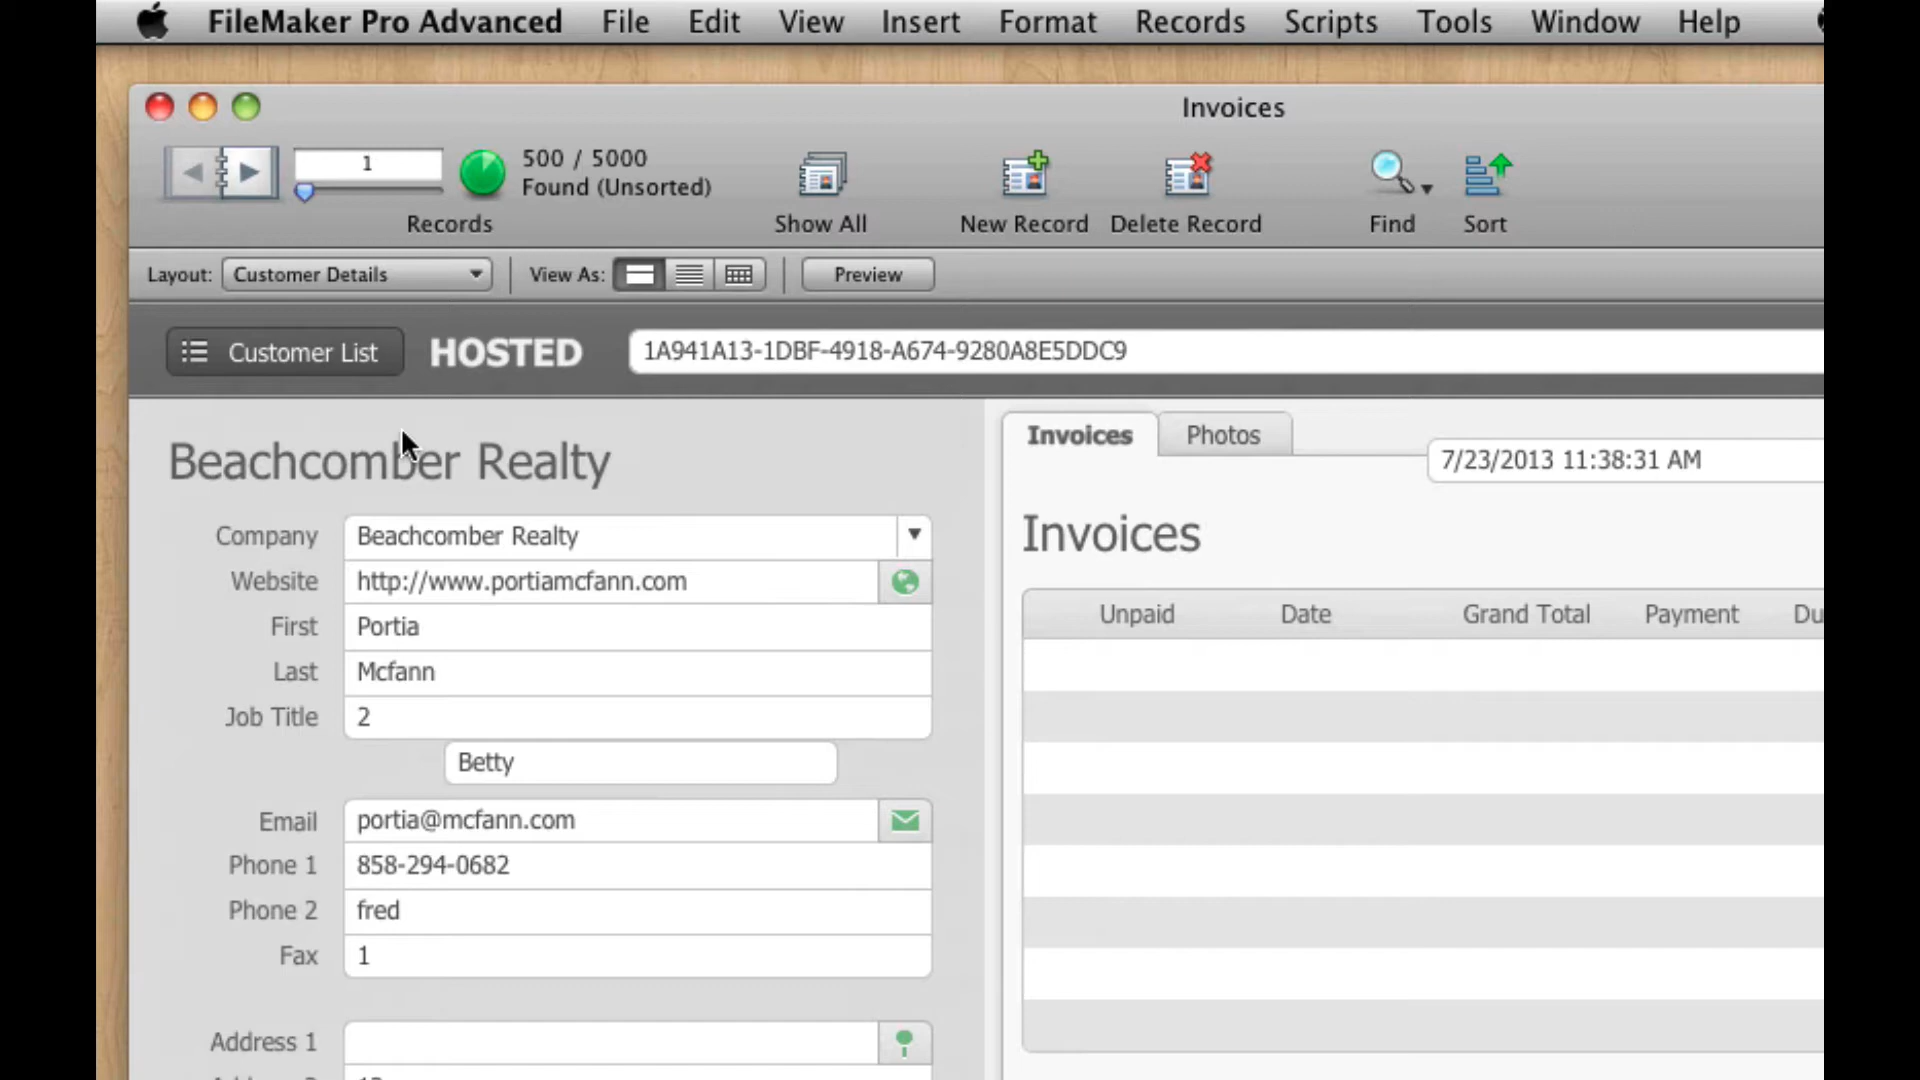 FileMaker Pro Advanced File Edit View Insert Format Records Scripts Tools Window Help
Invoices
1
500 / 5000
Found (Unsorted)
Records
Show All
New Record
Delete Record
Find
Sort
Layout: Customer Details
View As:
Preview
Customer List
HOSTED
1A941A13-1DBF-4918-A674-9280A8E5DDC9
Beachcomber Realty
Company Beachcomber Realty
Website http://www.portiamcfann.com
First Portia
Last Mcfann
Job Title 2
Betty
Email portia@mcfann.com
Phone 1 858-294-0682
Phone 2 fred
Fax 1
Address 1
Invoices
Photos
7/23/2013 11:38:31 AM
Invoices
Unpaid Date Grand Total Payment Du